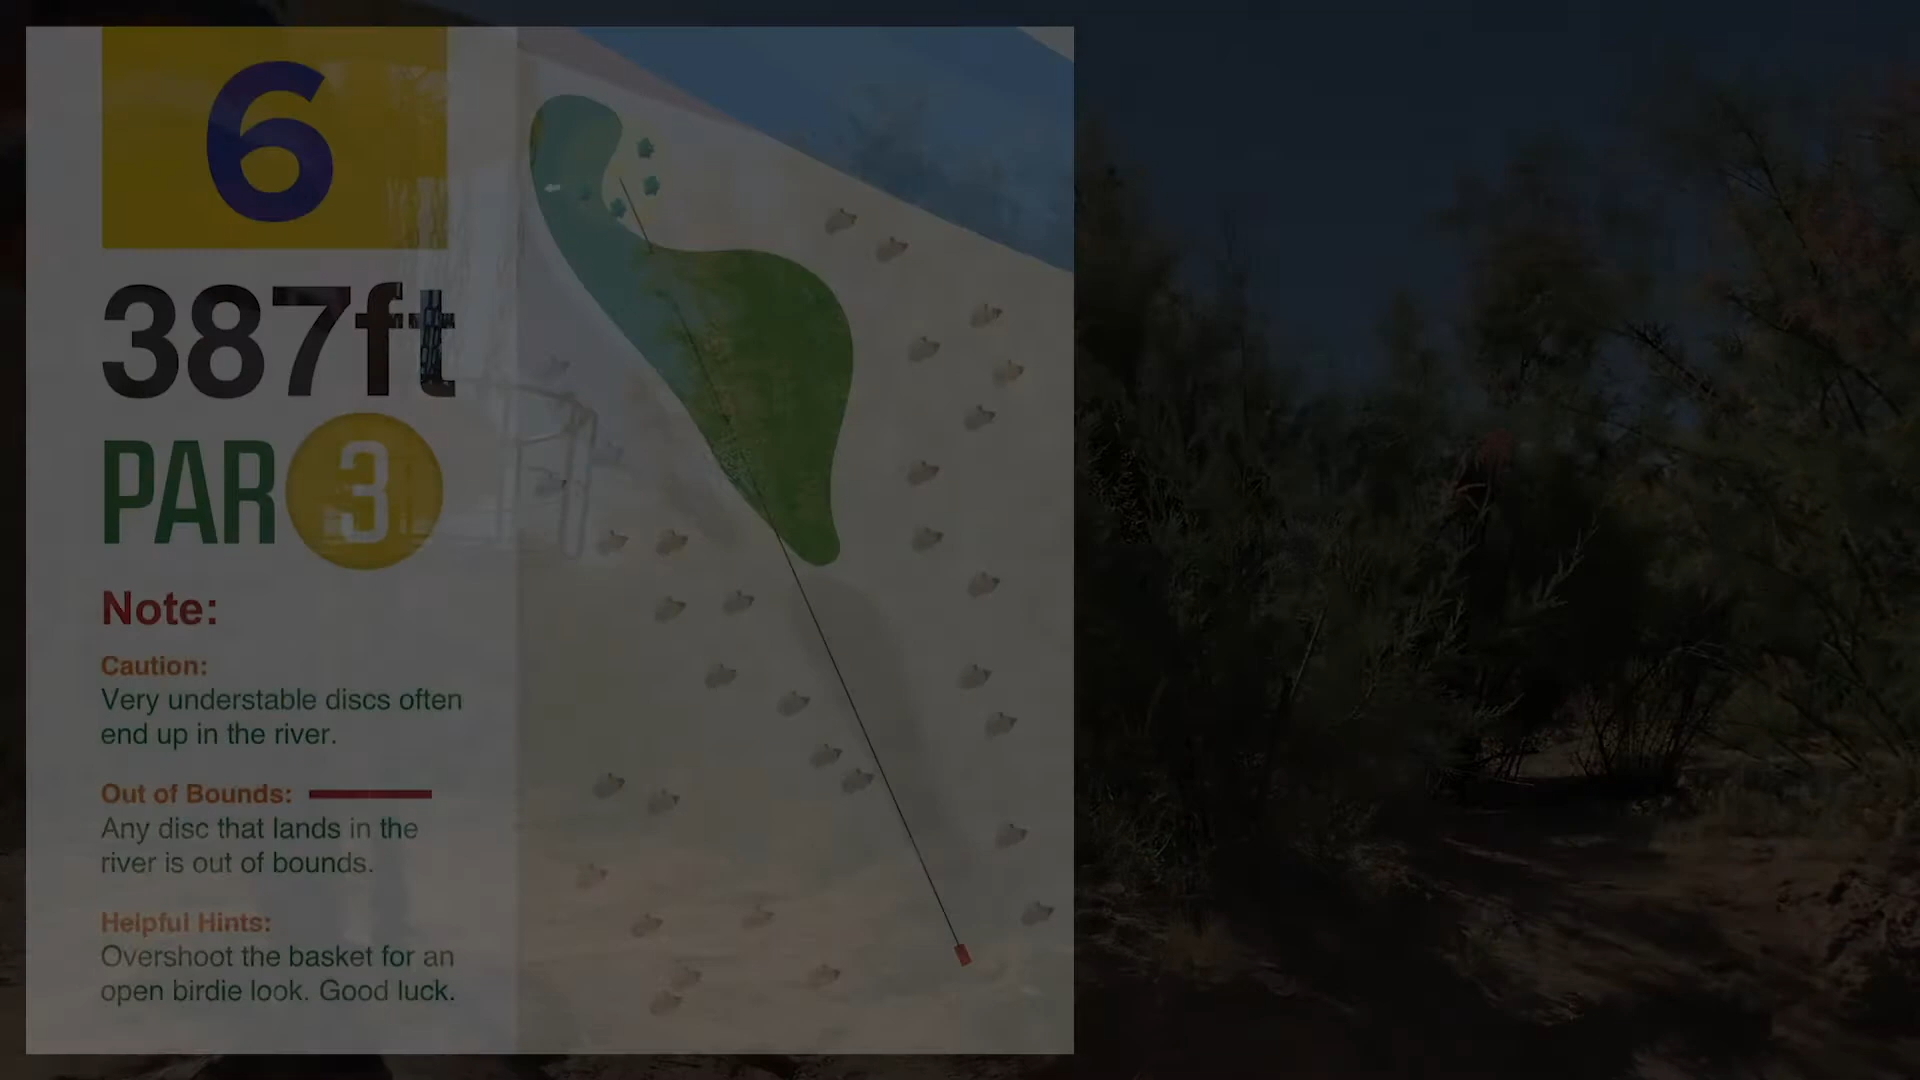 6
387ft
PAR 3
Note:
Caution:
Very understable discs often
end up in the river.
Out of Bounds:
Any disc that lands in the
river is out of bounds.
Helpful Hints:
Overshoot the basket for an
open birdie look. Good luck.